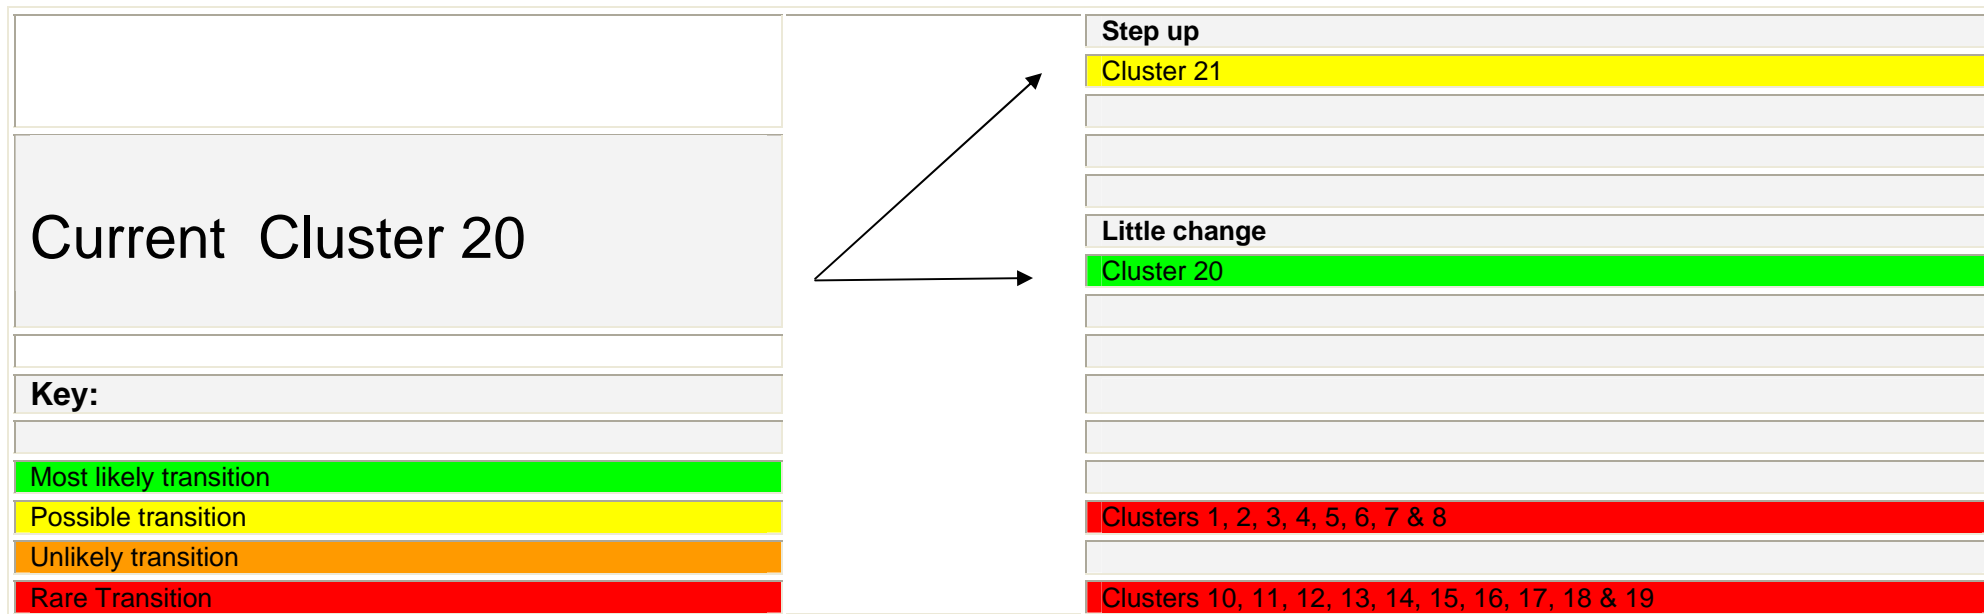 Step up
Cluster 21
Current Cluster 20
Little change
Cluster 20
Key:
Most likely transition
Possible transition
Clusters 1, 2, 3, 4, 5, 6, 7 & 8
Unlikely transition
Rare Transition
Clusters 10, 11, 12, 13, 14, 15, 16, 17, 18 & 19